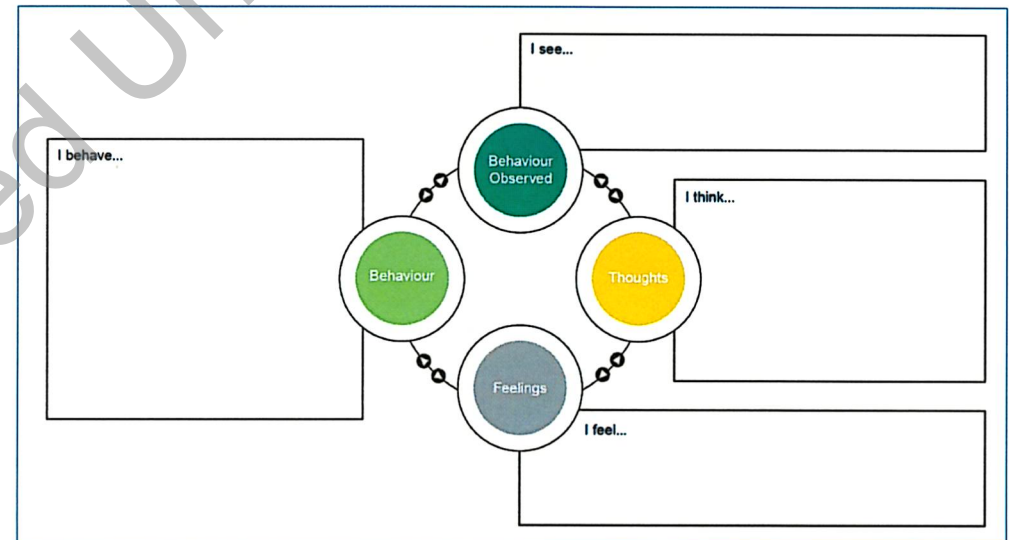 I see...
Behaviour
Observed
I behave...
I think...
Behaviour
Thoughts
Feelings
I feel...